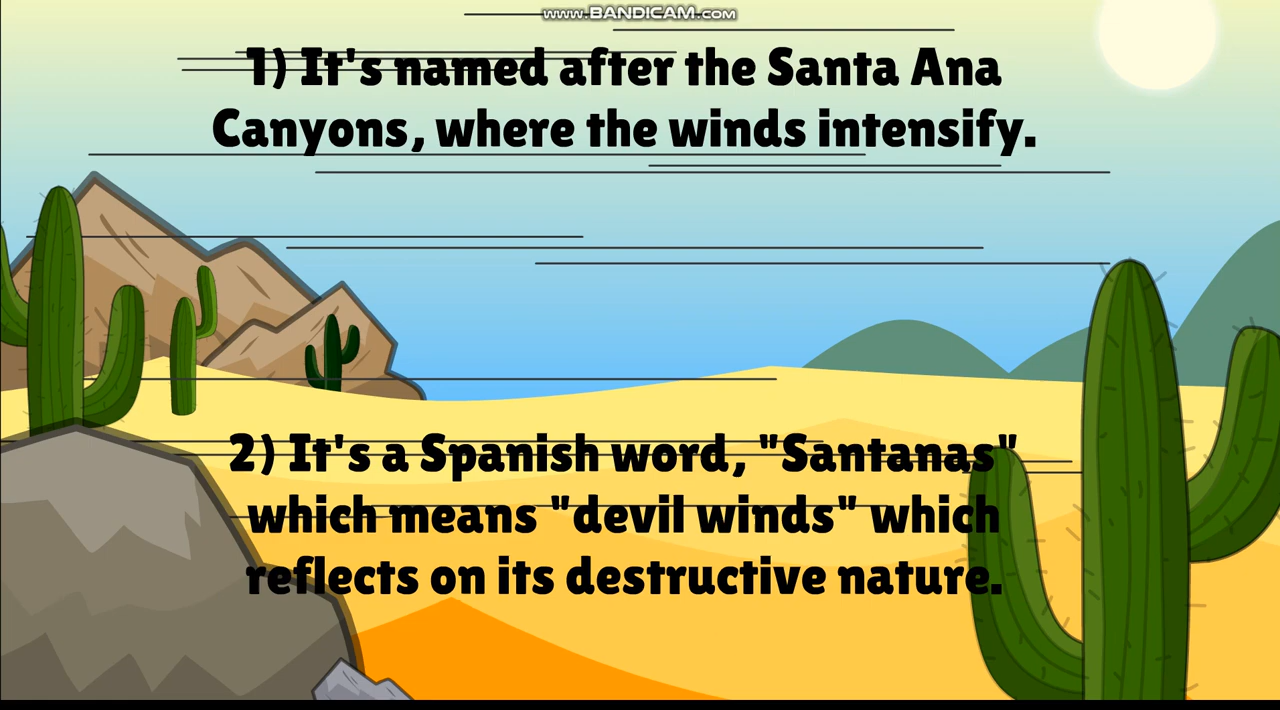 www.BANDICAM.com
1) It's named after the Santa Ana
Canyons, where the winds intensify.
2) It's a Spanish word, "Santanas"
which means "devil winds" which
reflects on its destructive nature.